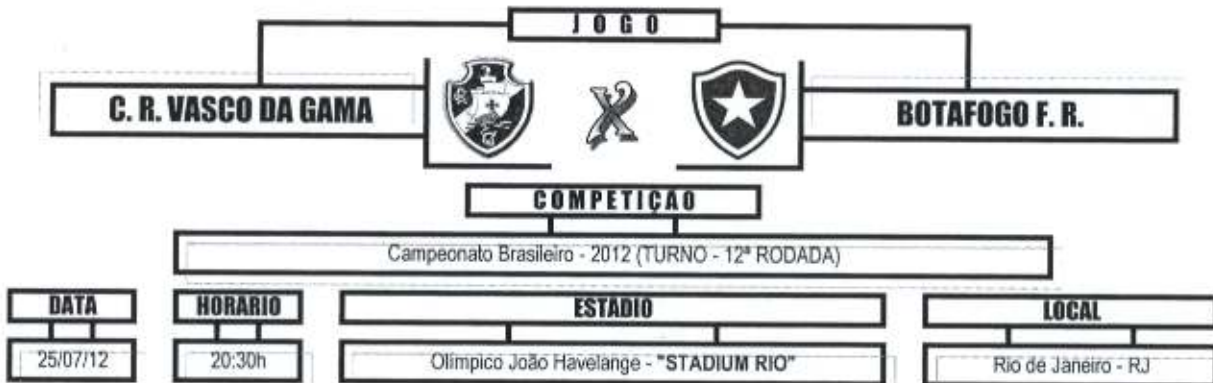 JOGO
C. R. VASCO DA GAMA
X
BOTAFOGO F. R.
COMPETIÇAO
Campeonato Brasileiro - 2012 (TURNO - 12ª RODADA)
DATA HORARIO ESTADIO LOCAL
25/07/12 20:30h Olímpico João Havelange - "STADIUM RIO" Rio de Janeiro - RJ